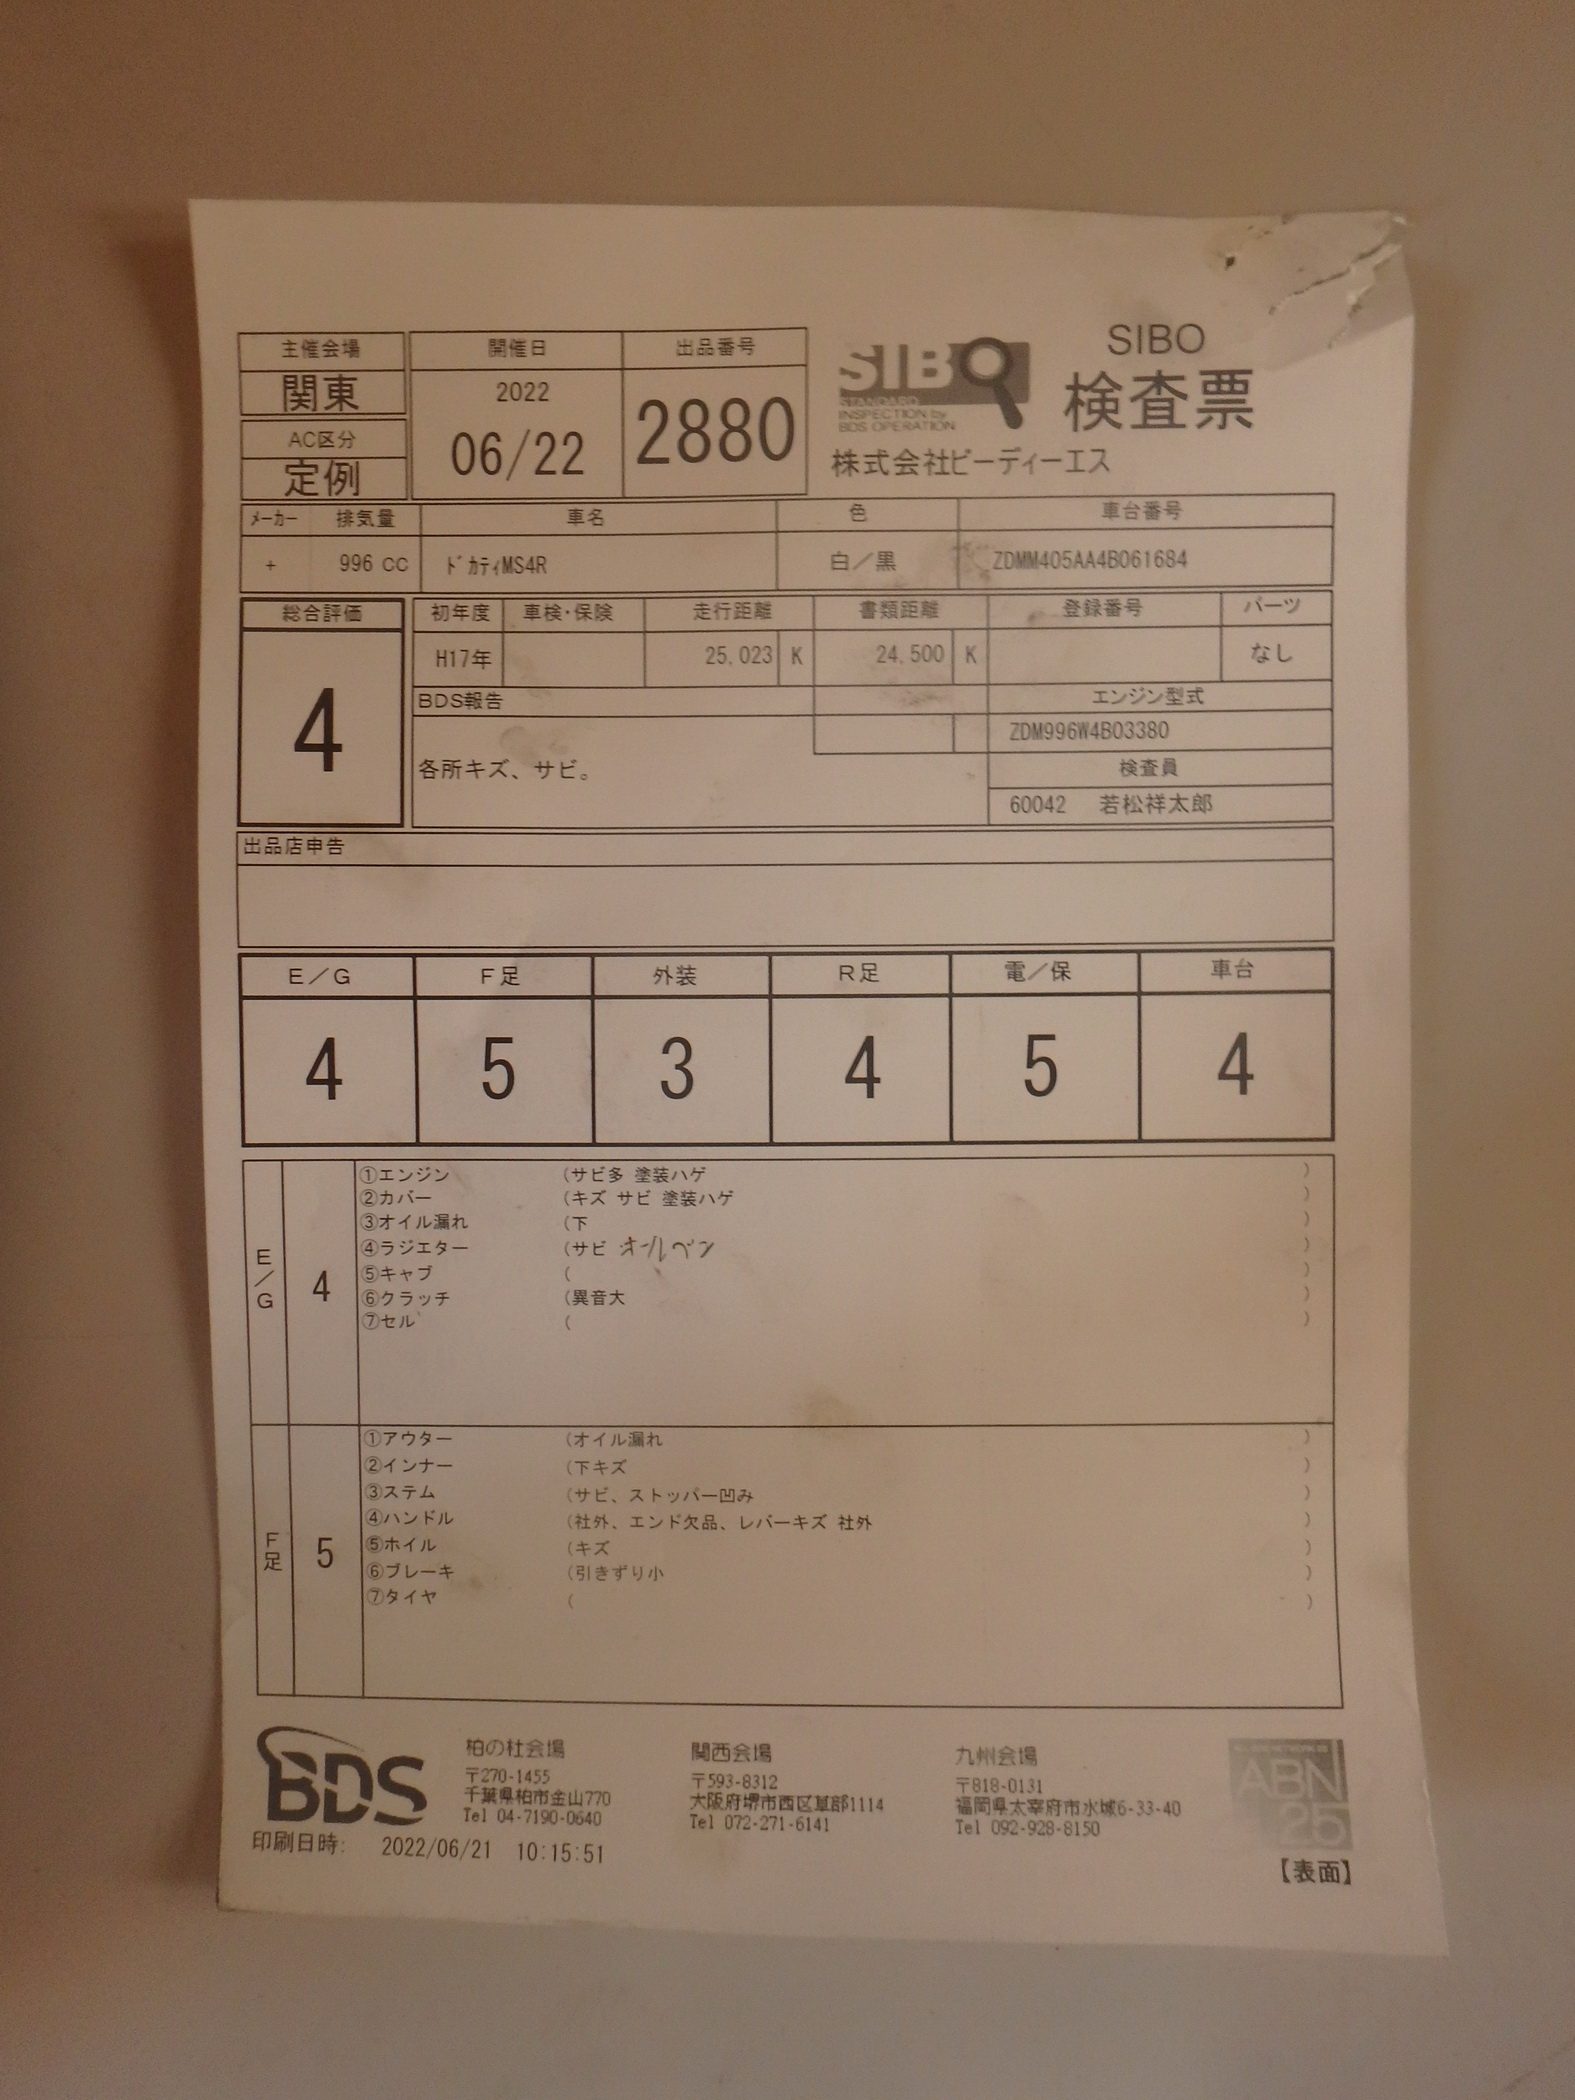 主催会場 開催日 出品番号
関東 2022 06/22 2880
AC区分
定例
SIBO
STANDARD
INSPECTION by
BDS OPERATION
SIBO
検査票
株式会社ビーディーエス
ﾒｰｶｰ 排気量 車名 色 車台番号
+ 996 CC ﾄﾞｶﾃｨMS4R 白／黒 ZDMM405AA4B061684
総合評価 初年度 車検・保険 走行距離 書類距離 登録番号 パーツ
4 H17年 25,023 K 24,500 K なし
BDS報告 エンジン型式
ZDM996W4B03380
各所キズ、サビ。 検査員
60042 若松祥太郎
出品店申告
E／G F足 外装 R足 電／保 車台
4 5 3 4 5 4
E／G 4
①エンジン (サビ多 塗装ハゲ )
②カバー (キズ サビ 塗装ハゲ )
③オイル漏れ (下 )
④ラジエター (サビ )
⑤キャブ ( )
⑥クラッチ (異音大 )
⑦セル ( )
F足 5
①アウター (オイル漏れ )
②インナー (下キズ )
③ステム (サビ、ストッパー凹み )
④ハンドル (社外、エンド欠品、レバーキズ 社外 )
⑤ホイル (キズ )
⑥ブレーキ (引きずり小 )
⑦タイヤ ( )
BDS
柏の杜会場
〒270-1455
千葉県柏市金山770
Tel 04-7190-0640
関西会場
〒593-8312
大阪府堺市西区草部1114
Tel 072-271-6141
九州会場
〒818-0131
福岡県太宰府市水城6-33-40
Tel 092-928-8150
ABN
25
印刷日時: 2022/06/21 10:15:51
【表面】